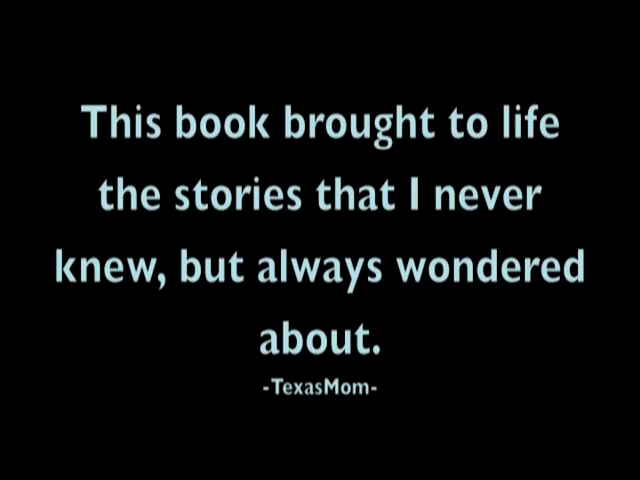 This book brought to life
the stories that I never
knew, but always wondered
about.
-TexasMom-